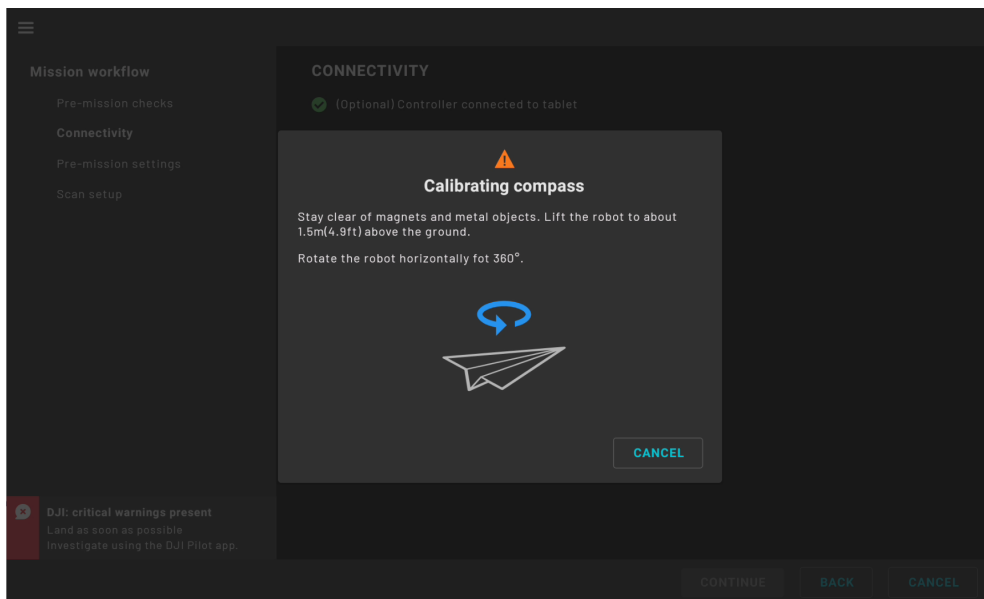 Mission workflow
Pre-mission checks
Connectivity
Pre-mission settings
Scan setup
CONNECTIVITY
(Optional) Controller connected to tablet
Calibrating compass
Stay clear of magnets and metal objects. Lift the robot to about
1.5m(4.9ft) above the ground.
Rotate the robot horizontally fot 360°.
CANCEL
DJI: critical warnings present
Land as soon as possible
Investigate using the DJI Pilot app.
CONTINUE
BACK
CANCEL